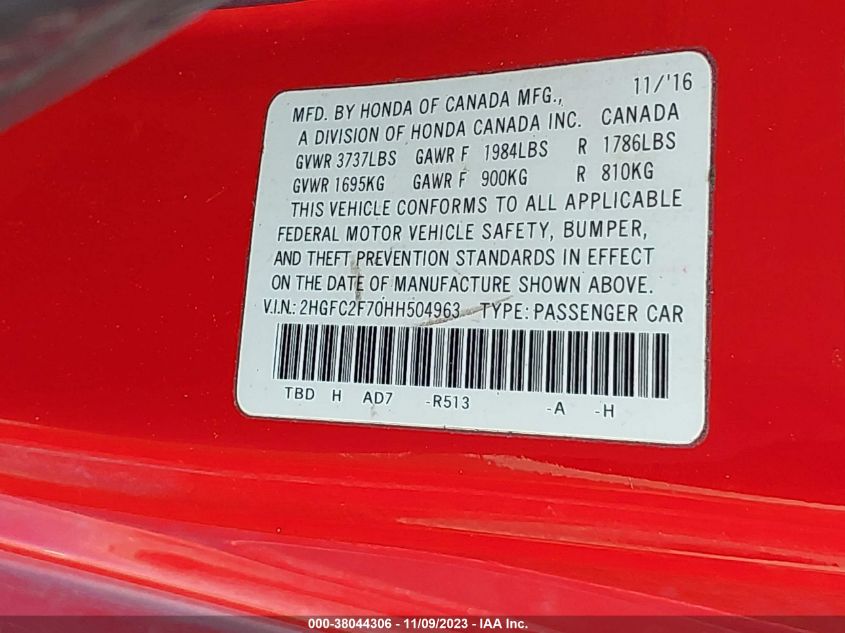 11/'16
MFD. BY HONDA OF CANADA MFG.,
A DIVISION OF HONDA CANADA INC. CANADA
GVWR 3737LBS GAWR F 1984LBS R 1786LBS
GVWR 1695KG GAWR F 900KG R 810KG
THIS VEHICLE CONFORMS TO ALL APPLICABLE
FEDERAL MOTOR VEHICLE SAFETY, BUMPER,
AND THEFT PREVENTION STANDARDS IN EFFECT
ON THE DATE OF MANUFACTURE SHOWN ABOVE.
V.I.N.: 2HGFC2F70HH504963 TYPE: PASSENGER CAR
TBD H AD7 -R513 -A -H
000-38044306 - 11/09/2023 - IAA Inc.